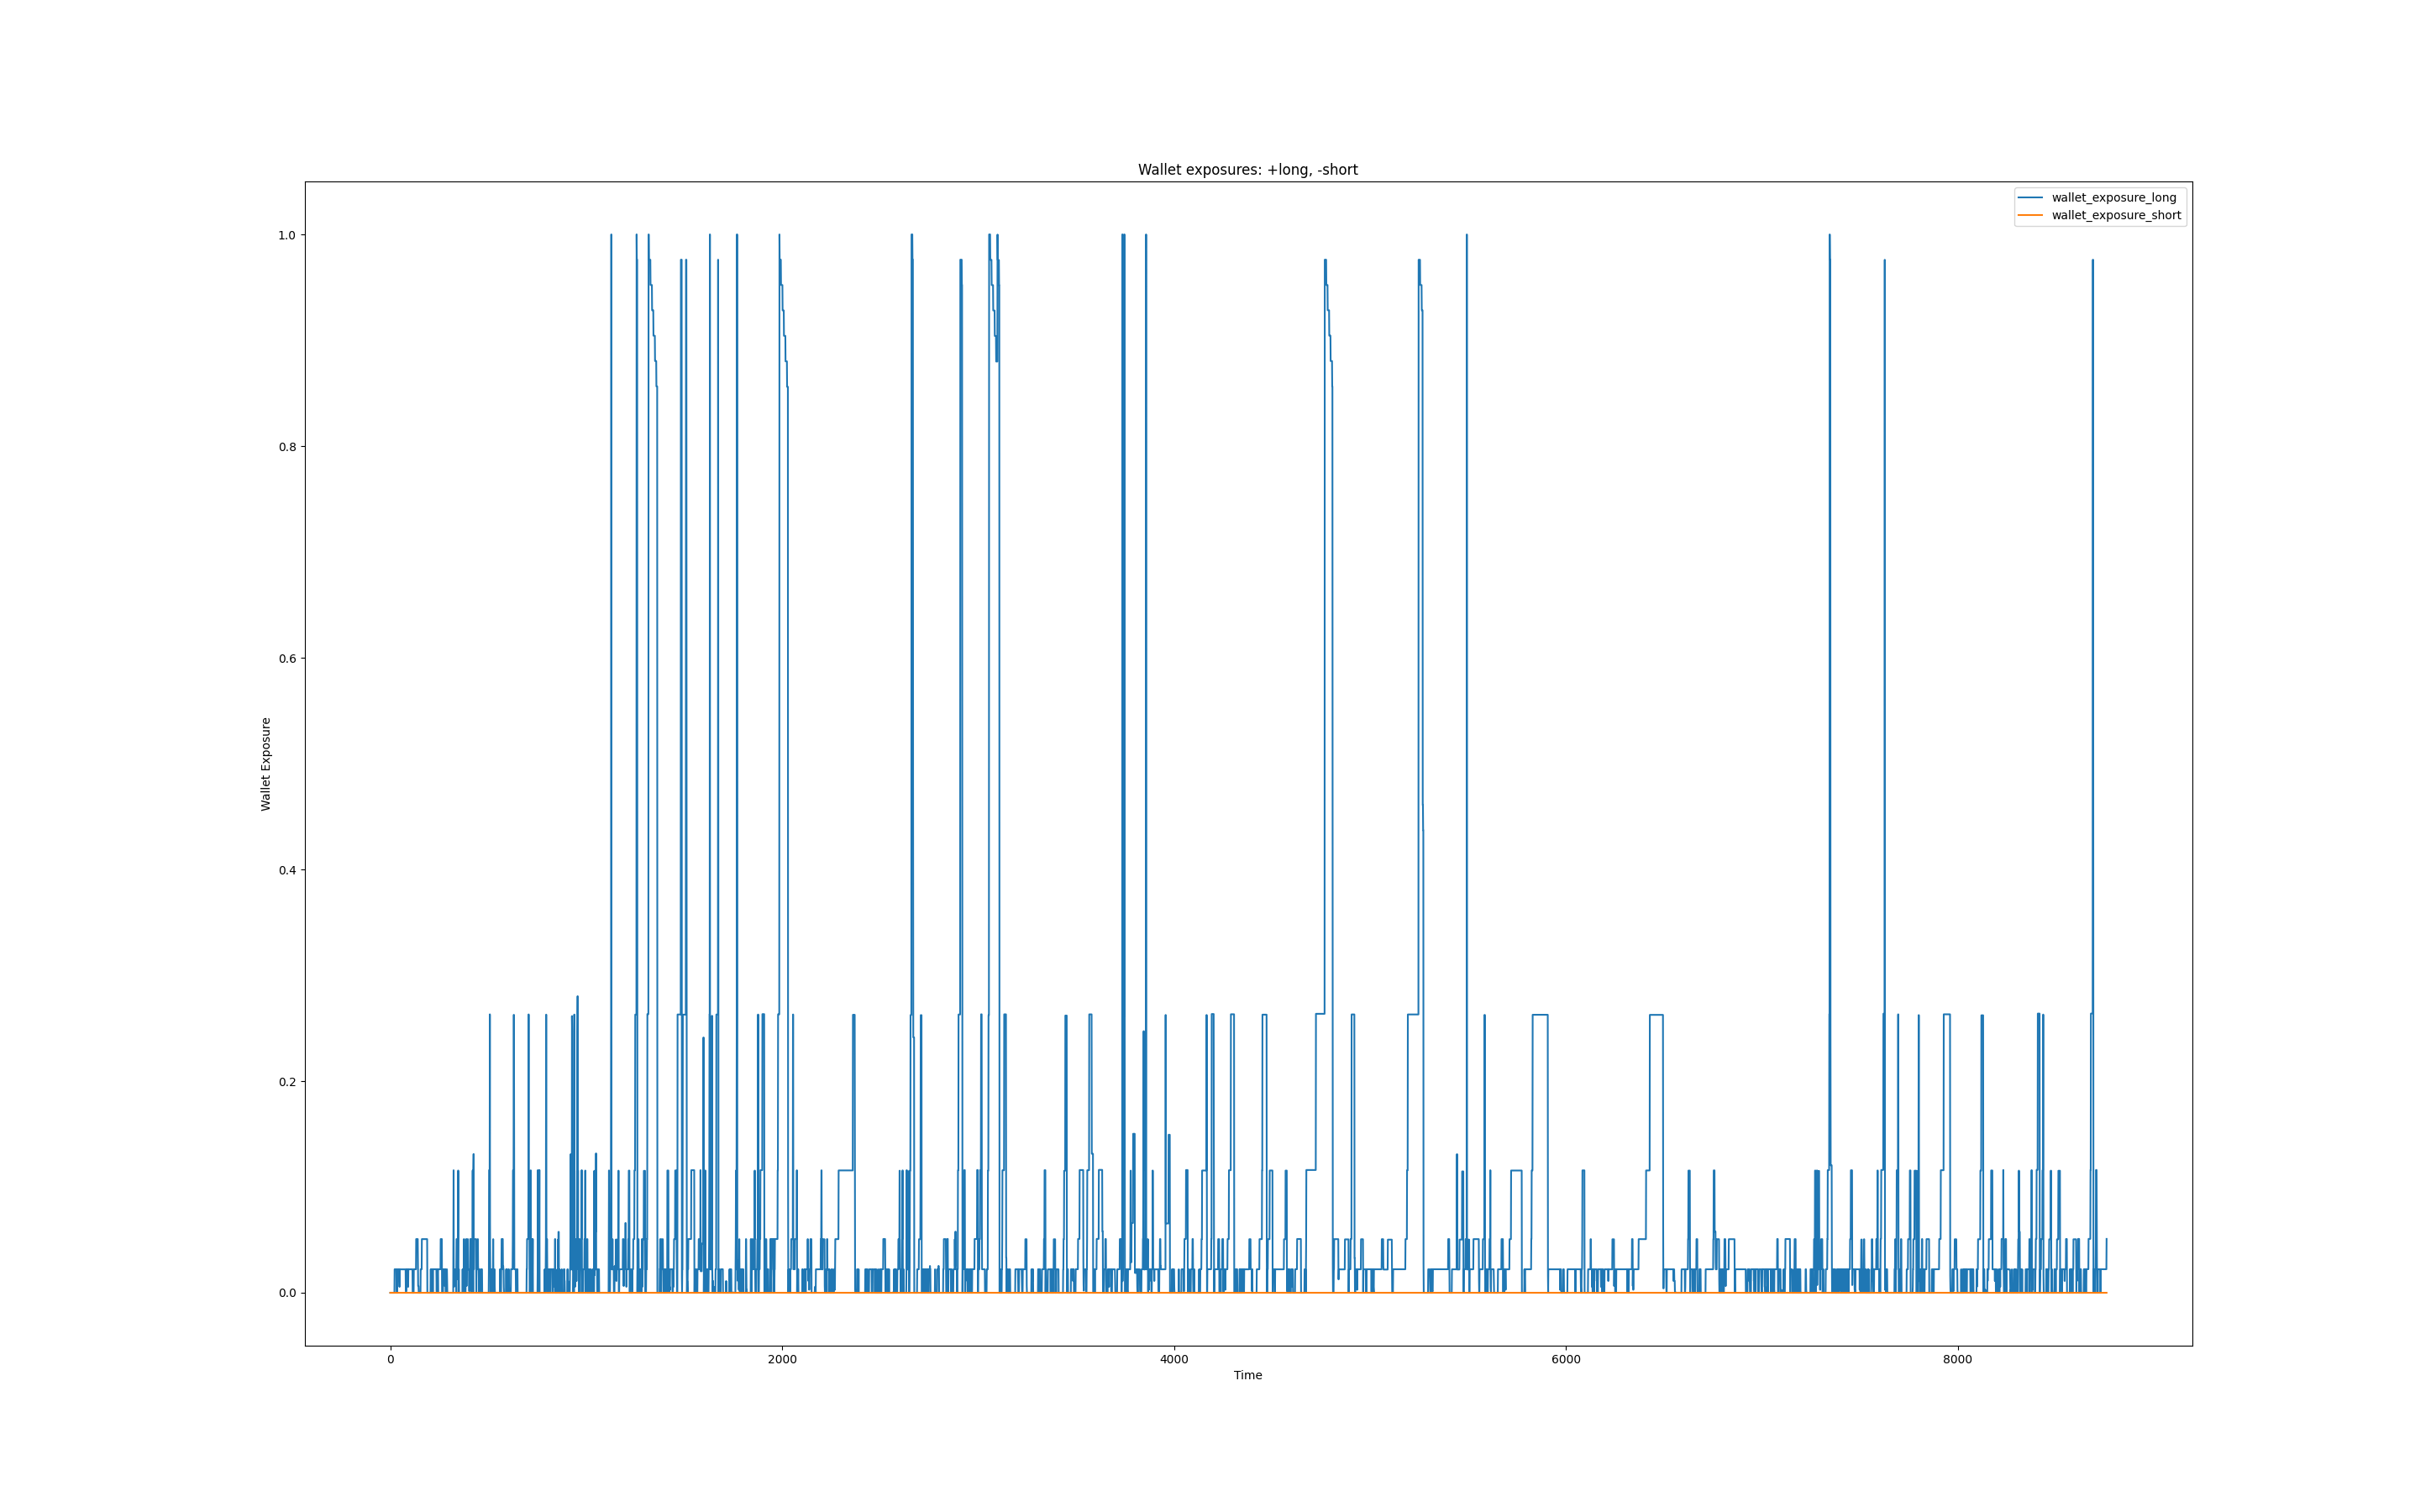 Wallet exposures: +long, -short
wallet_exposure_long
wallet_exposure_short
1.0
0.8
0.6
0.4
0.2
0.0
Wallet Exposure
0 2000 4000 6000 8000
Time